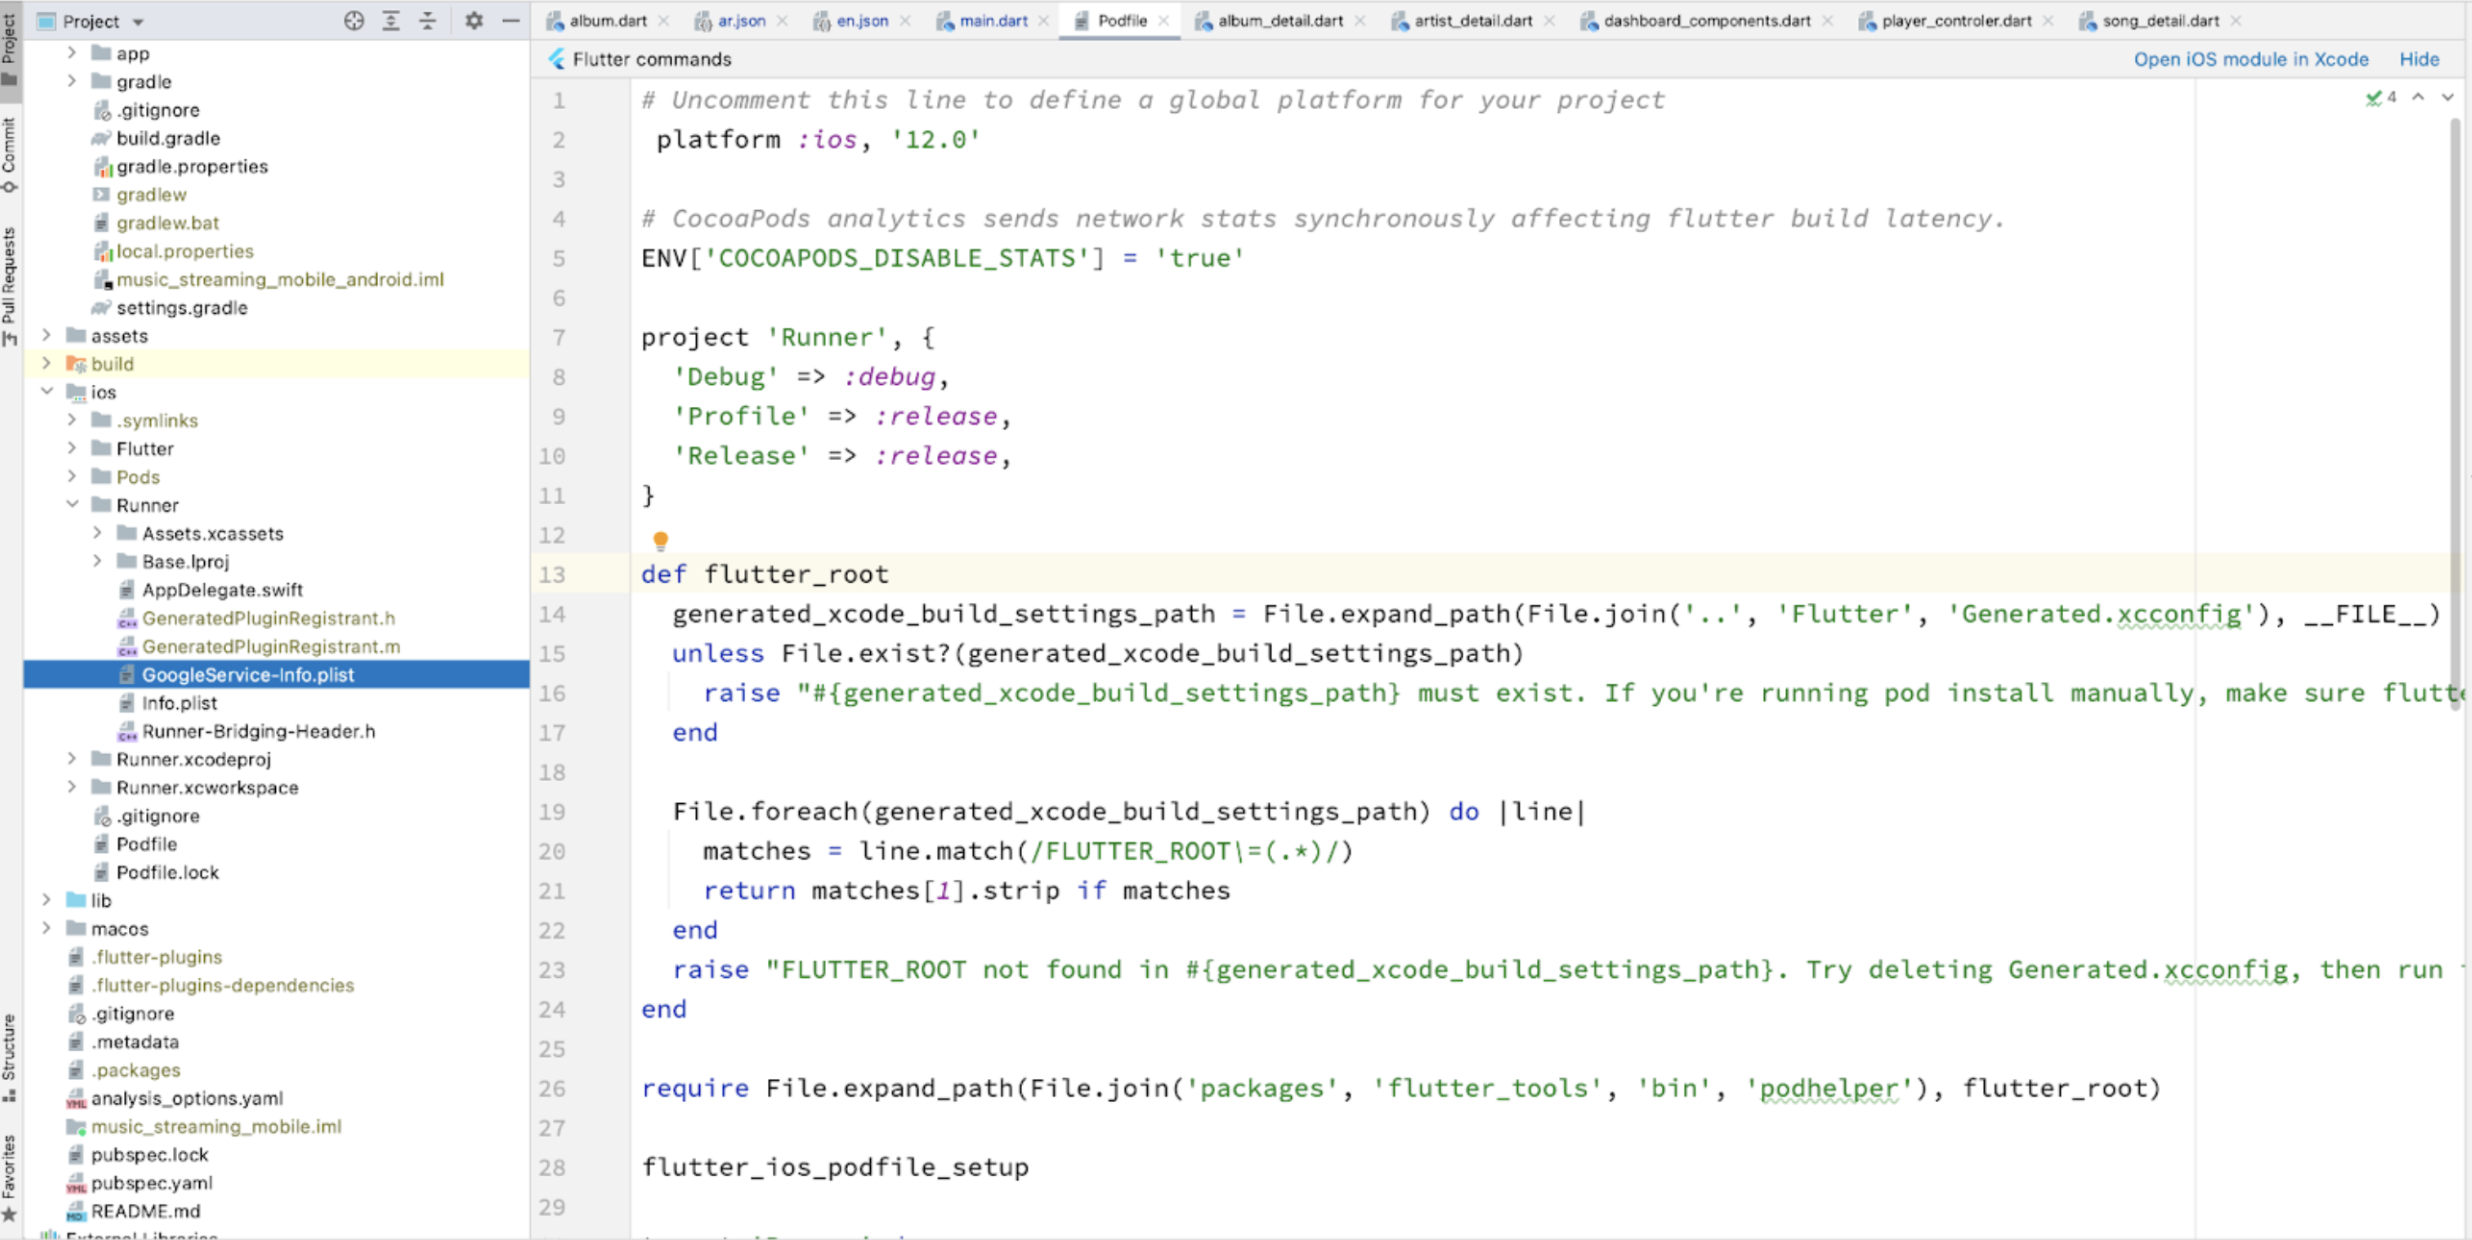 Project
album.dart
ar.json
en.json
main.dart
Podfile
album_detail.dart
artist_detail.dart
dashboard_components.dart
player_controler.dart
song_detail.dart
Flutter commands
Open iOS module in Xcode
Hide
Project
Commit
Pull Requests
Structure
Favorites
app
gradle
.gitignore
build.gradle
gradle.properties
gradlew
gradlew.bat
local.properties
music_streaming_mobile_android.iml
settings.gradle
assets
build
ios
.symlinks
Flutter
Pods
Runner
Assets.xcassets
Base.lproj
AppDelegate.swift
GeneratedPluginRegistrant.h
GeneratedPluginRegistrant.m
GoogleService-Info.plist
Info.plist
Runner-Bridging-Header.h
Runner.xcodeproj
Runner.xcworkspace
.gitignore
Podfile
Podfile.lock
lib
macos
.flutter-plugins
.flutter-plugins-dependencies
.gitignore
.metadata
.packages
analysis_options.yaml
music_streaming_mobile.iml
pubspec.lock
pubspec.yaml
README.md
External Libraries
4
1 # Uncomment this line to define a global platform for your project
2 platform :ios, '12.0'
3
4 # CocoaPods analytics sends network stats synchronously affecting flutter build latency.
5 ENV['COCOAPODS_DISABLE_STATS'] = 'true'
6
7 project 'Runner', {
8 'Debug' => :debug,
9 'Profile' => :release,
10 'Release' => :release,
11 }
12
13 def flutter_root
14 generated_xcode_build_settings_path = File.expand_path(File.join('..', 'Flutter', 'Generated.xcconfig'), __FILE__)
15 unless File.exist?(generated_xcode_build_settings_path)
16 raise "#{generated_xcode_build_settings_path} must exist. If you're running pod install manually, make sure flutte
17 end
18
19 File.foreach(generated_xcode_build_settings_path) do |line|
20 matches = line.match(/FLUTTER_ROOT\=(.*)/)
21 return matches[1].strip if matches
22 end
23 raise "FLUTTER_ROOT not found in #{generated_xcode_build_settings_path}. Try deleting Generated.xcconfig, then run
24 end
25
26 require File.expand_path(File.join('packages', 'flutter_tools', 'bin', 'podhelper'), flutter_root)
27
28 flutter_ios_podfile_setup
29